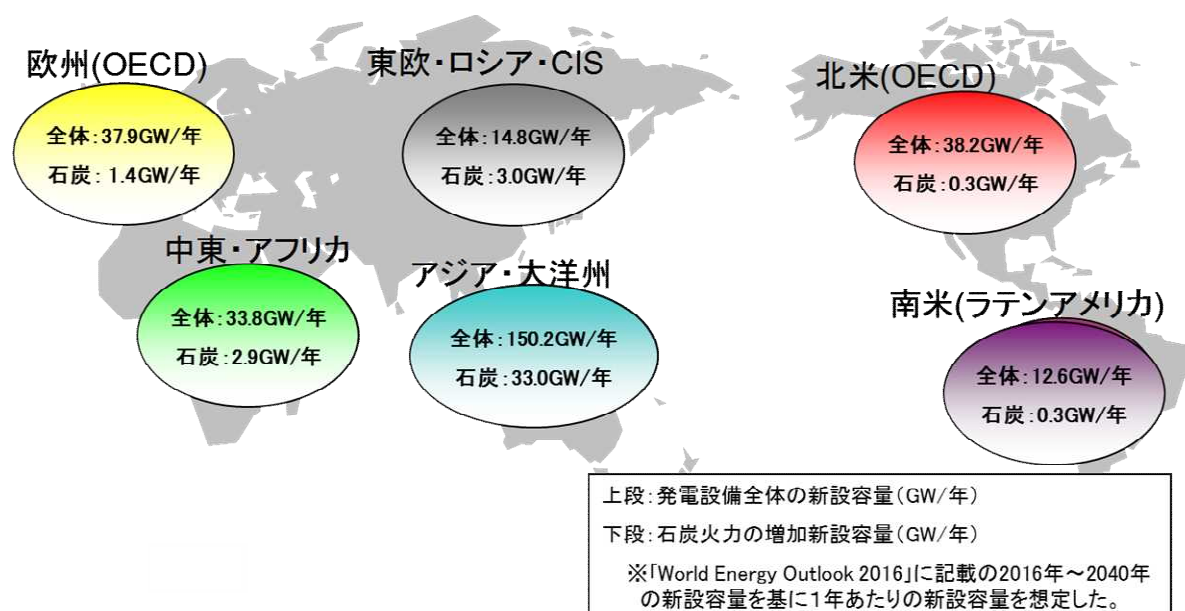 欧州(OECD)
全体:37.9GW/年
石炭:1.4GW/年
東欧・ロシア・CIS
全体:14.8GW/年
石炭:3.0GW/年
北米(OECD)
全体:38.2GW/年
石炭:0.3GW/年
中東・アフリカ
全体:33.8GW/年
石炭:2.9GW/年
アジア・大洋州
全体:150.2GW/年
石炭:33.0GW/年
南米(ラテンアメリカ)
全体:12.6GW/年
石炭:0.3GW/年
上段:発電設備全体の新設容量(GW/年)
下段:石炭火力の増加新設容量(GW/年)
※「World Energy Outlook 2016」に記載の2016年~2040年
の新設容量を基に1年あたりの新設容量を想定した。